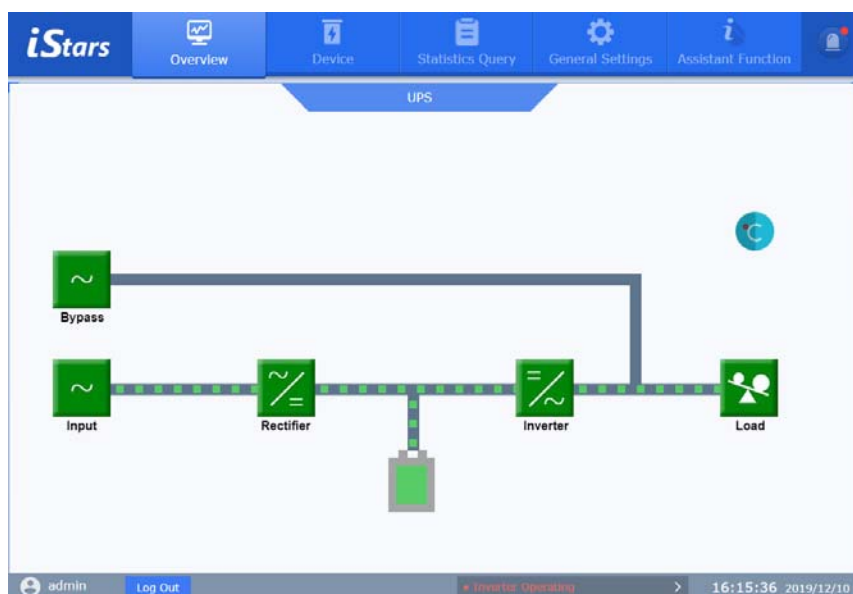 iStars
Overview
Device
Statistics Query
General Settings
Assistant Function
UPS
Bypass
Input
Rectifier
Inverter
Load
admin
Log Out
• Inverter Operating >
16:15:36 2019/12/10